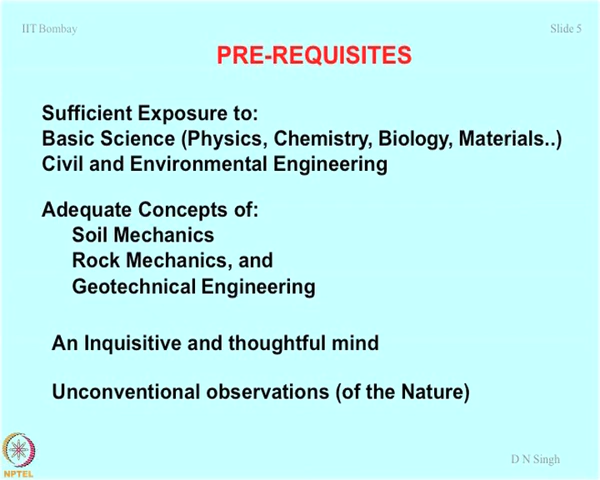 IIT Bombay
Slide 5
PRE-REQUISITES
Sufficient Exposure to:
Basic Science (Physics, Chemistry, Biology, Materials..)
Civil and Environmental Engineering
Adequate Concepts of:
Soil Mechanics
Rock Mechanics, and
Geotechnical Engineering
An Inquisitive and thoughtful mind
Unconventional observations (of the Nature)
NPTEL
D N Singh